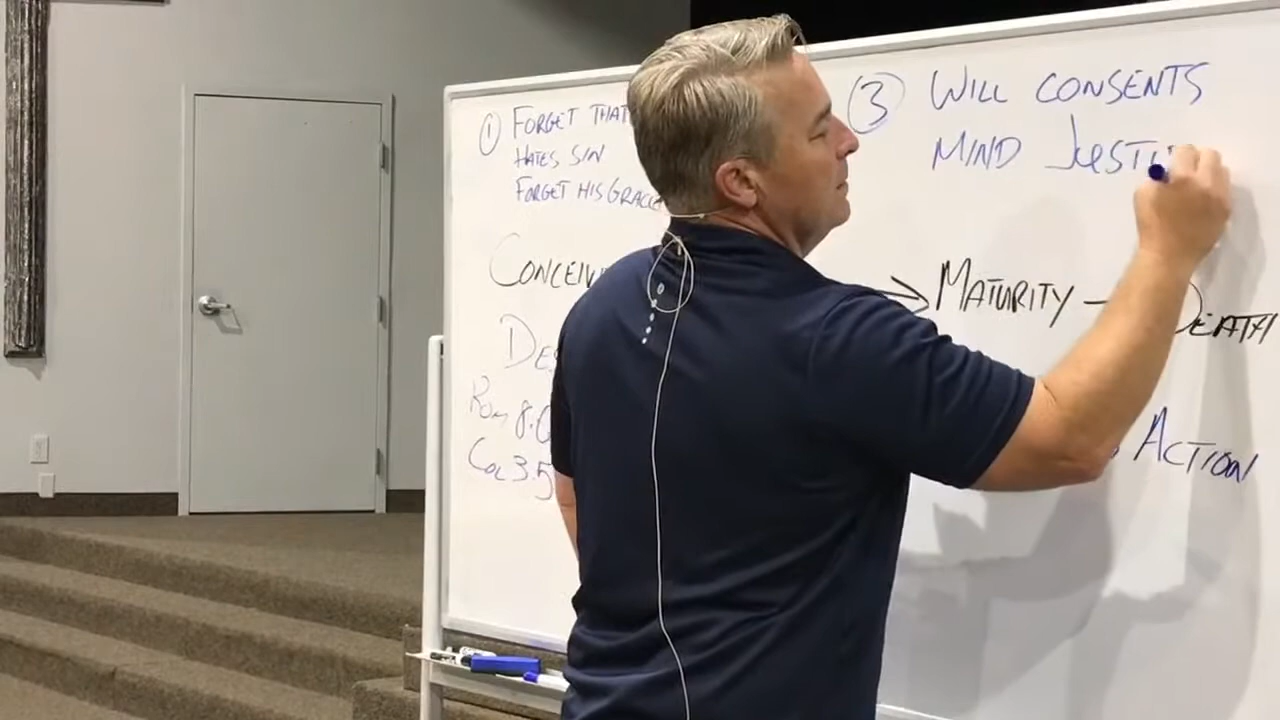 ① FORGET THAT
HATES SIN
FORGET HIS GRACE
③ WILL CONSENTS
MIND JUSTI
CONCEIV
→ MATURITY – DEATH
DES
ROM 8.6
COL 3.5
ACTION